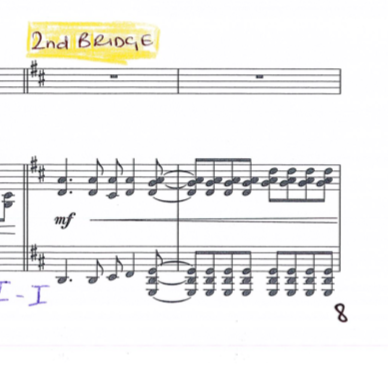 2nd BRIDGE
mf
I - I
8